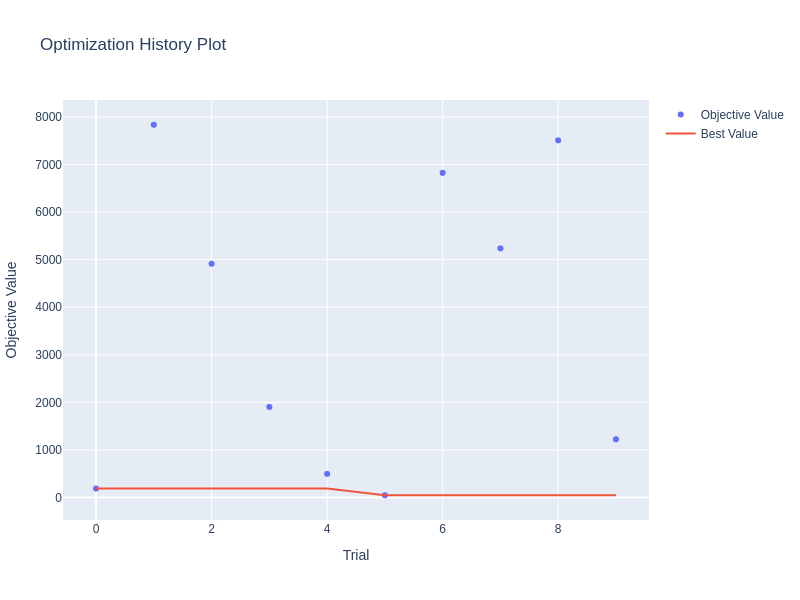 Optimization History Plot
Objective Value
Best Value
8000
7000
6000
5000
4000
3000
2000
1000
0
Objective Value
0 2 4 6 8
Trial